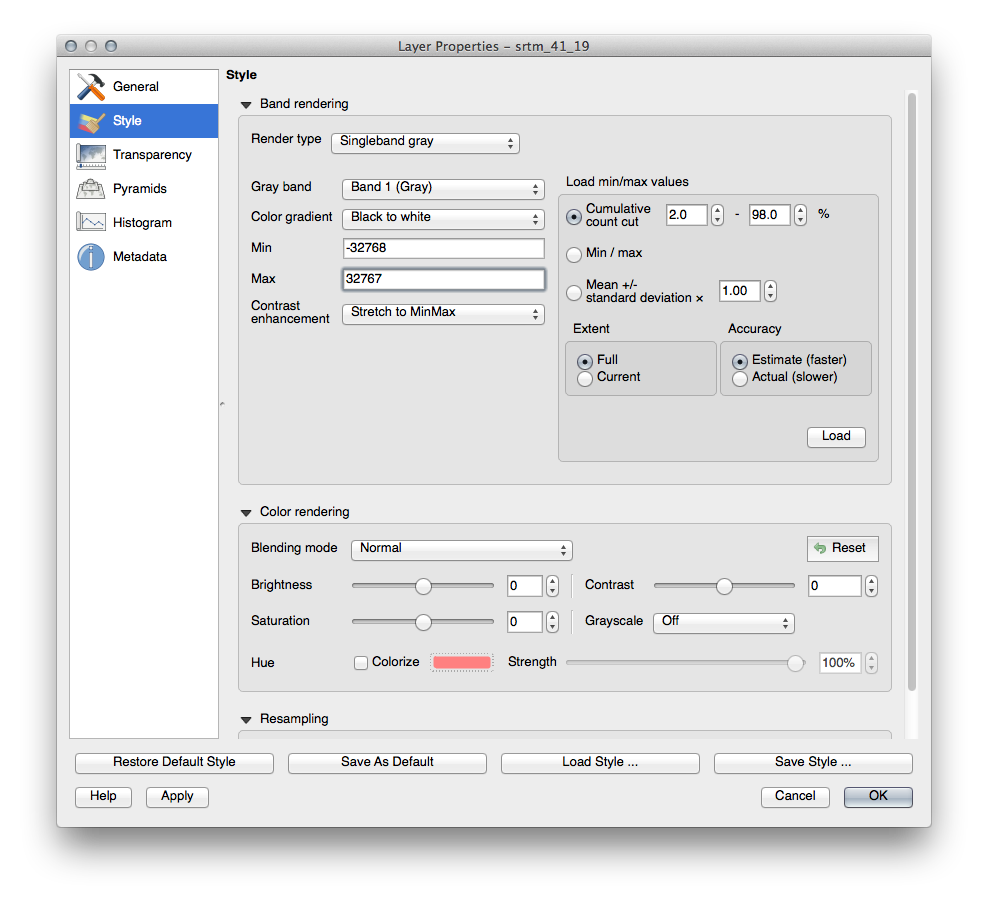 Layer Properties - srtm_41_19
General
Style
Transparency
Pyramids
Histogram
Metadata
Style
Band rendering
Render type Singleband gray
Gray band Band 1 (Gray)
Color gradient Black to white
Min -32768
Max 32767
Contrast
enhancement Stretch to MinMax
Load min/max values
Cumulative
count cut 2.0 - 98.0 %
Min / max
Mean +/-
standard deviation × 1.00
Extent
Full
Current
Accuracy
Estimate (faster)
Actual (slower)
Load
Color rendering
Blending mode Normal Reset
Brightness 0 Contrast 0
Saturation 0 Grayscale Off
Hue Colorize Strength 100%
Resampling
Restore Default Style Save As Default Load Style ... Save Style ...
Help Apply Cancel OK